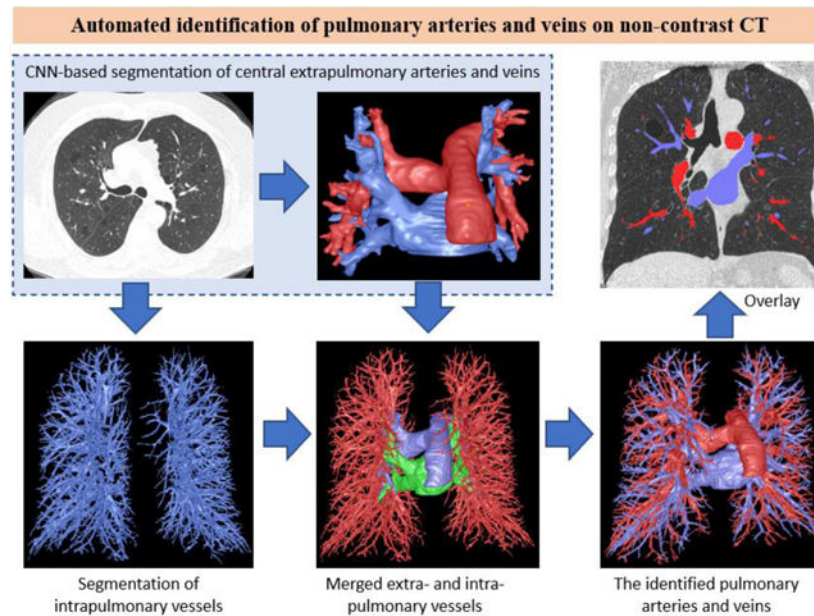 Automated identification of pulmonary arteries and veins on non-contrast CT
CNN-based segmentation of central extrapulmonary arteries and veins
Overlay
Segmentation of
intrapulmonary vessels
Merged extra- and intra-
pulmonary vessels
The identified pulmonary
arteries and veins